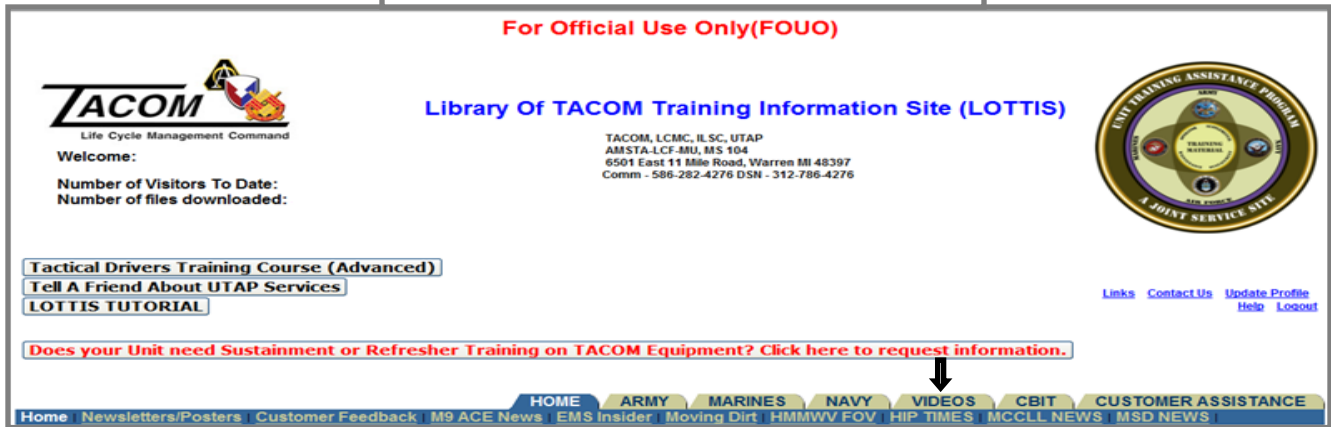 For Official Use Only(FOUO)
TACOM
Life Cycle Management Command
Library Of TACOM Training Information Site (LOTTIS)
TACOM, LCMC, ILSC, UTAP
AMSTA-LCF-MU, MS 104
6501 East 11 Mile Road, Warren MI 48397
Comm - 586-282-4276 DSN - 312-786-4276
UNIT TRAINING ASSISTANCE PROGRAM
ARMY
MARINES
NAVY
TRAINING
MATERIAL
AIR FORCE
A JOINT SERVICE SITE
Welcome:
Number of Visitors To Date:
Number of files downloaded:
Tactical Drivers Training Course (Advanced)
Tell A Friend About UTAP Services
LOTTIS TUTORIAL
Links Contact Us Update Profile
Help Logout
Does your Unit need Sustainment or Refresher Training on TACOM Equipment? Click here to request information.
HOME ARMY MARINES NAVY VIDEOS CBIT CUSTOMER ASSISTANCE
Home | Newsletters/Posters | Customer Feedback | M9 ACE News | EMS Insider | Moving Dirt | HMMWV FOV | HIP TIMES | MCCLL NEWS | MSD NEWS |